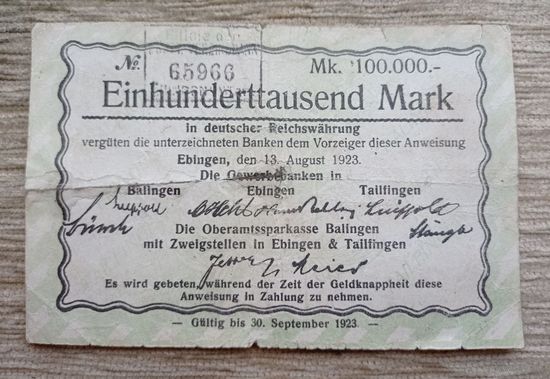 No. 65966 Mk. 100.000.-
Einhunderttausend Mark
in deutscher Reichswährung
vergüten die unterzeichneten Banken dem Vorzeiger dieser Anweisung
Ebingen, den 13. August 1923.
Die Gewerbebanken in
Balingen Ebingen Tailfingen
Die Oberamtssparkasse Balingen
mit Zweigstellen in Ebingen & Tailfingen
Es wird gebeten, während der Zeit der Geldknappheit diese
Anweisung in Zahlung zu nehmen.
— Gültig bis 30. September 1923. —